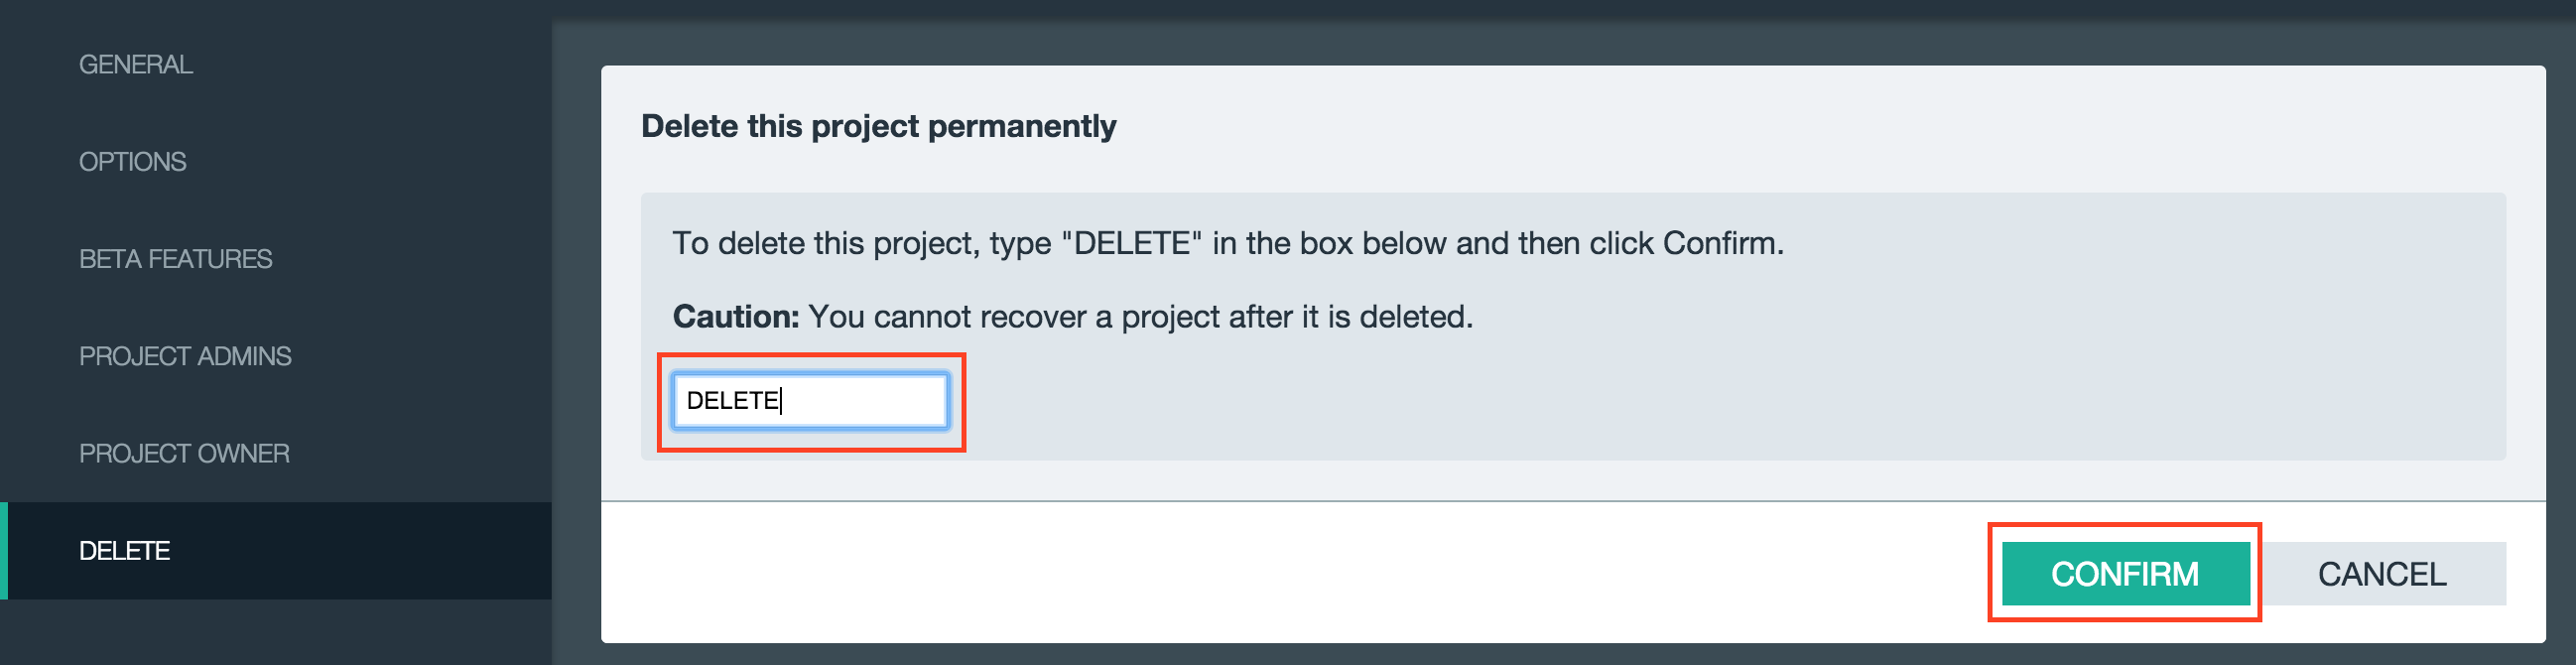 GENERAL
OPTIONS
BETA FEATURES
PROJECT ADMINS
PROJECT OWNER
DELETE
Delete this project permanently
To delete this project, type "DELETE" in the box below and then click Confirm.
Caution: You cannot recover a project after it is deleted.
DELETE
CONFIRM
CANCEL